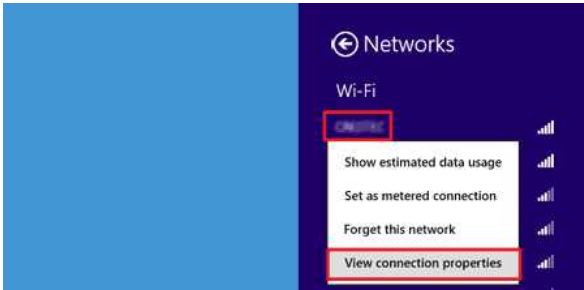 Networks
Wi-Fi
Show estimated data usage
Set as metered connection
Forget this network
View connection properties